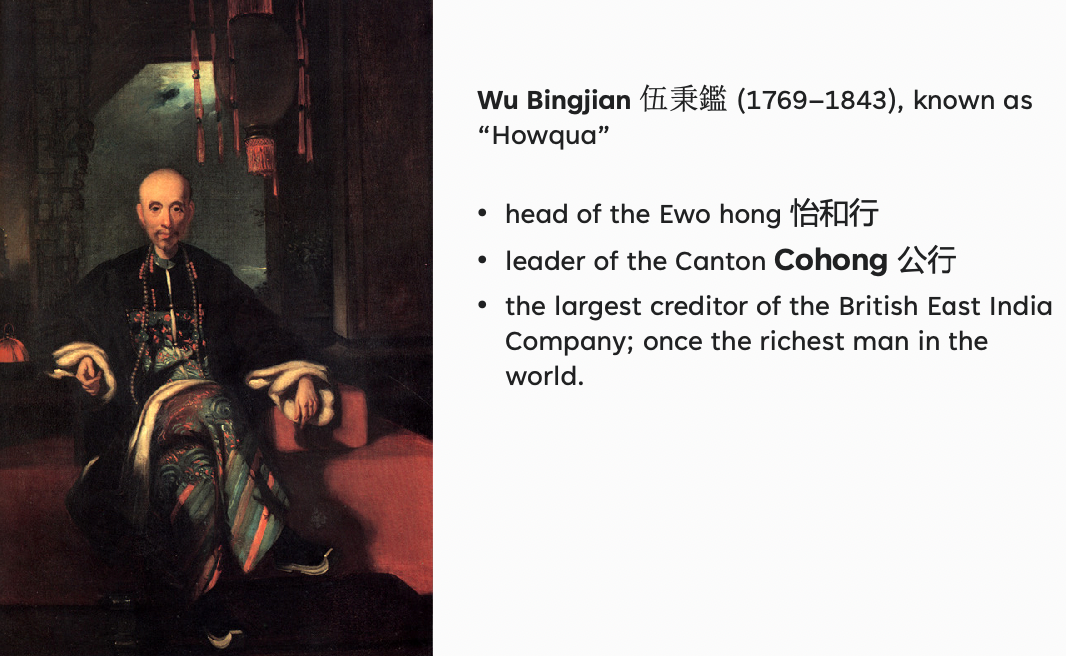 Wu Bingjian 伍秉鑑 (1769–1843), known as
“Howqua”
• head of the Ewo hong 怡和行
• leader of the Canton Cohong 公行
• the largest creditor of the British East India
Company; once the richest man in the
world.